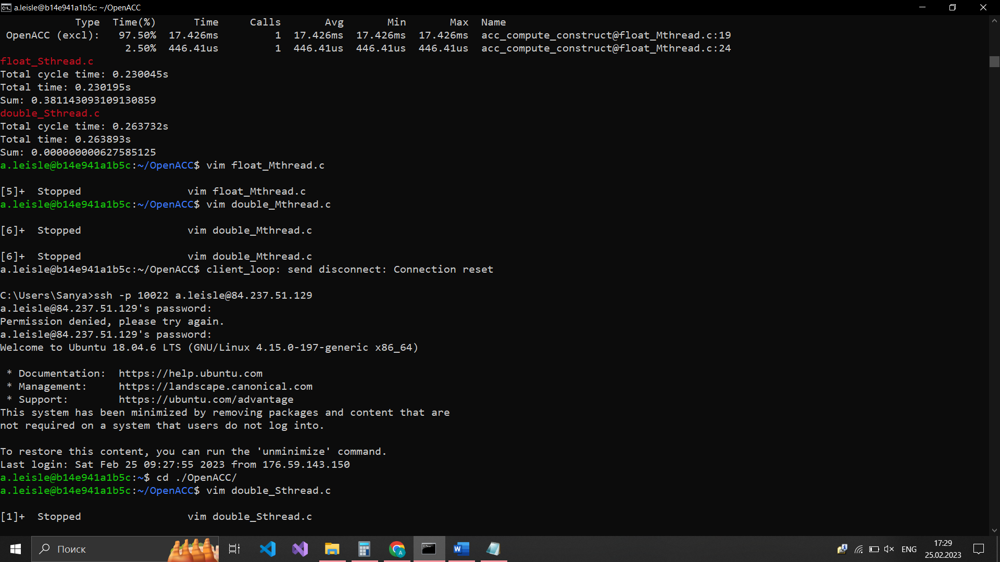 a.leisle@b14e941a1b5c: ~/OpenACC
Type Time(%) Time Calls Avg Min Max Name
OpenACC (excl): 97.50% 17.426ms 1 17.426ms 17.426ms 17.426ms acc_compute_construct@float_Mthread.c:19
2.50% 446.41us 1 446.41us 446.41us 446.41us acc_compute_construct@float_Mthread.c:24
float_Sthread.c
Total cycle time: 0.230045s
Total time: 0.230195s
Sum: 0.381143093109130859
double_Sthread.c
Total cycle time: 0.263732s
Total time: 0.263893s
Sum: 0.000000000627585125
a.leisle@b14e941a1b5c:~/OpenACC$ vim float_Mthread.c
[5]+ Stopped vim float_Mthread.c
a.leisle@b14e941a1b5c:~/OpenACC$ vim double_Mthread.c
[6]+ Stopped vim double_Mthread.c
[6]+ Stopped vim double_Mthread.c
a.leisle@b14e941a1b5c:~/OpenACC$ client_loop: send disconnect: Connection reset
C:\Users\Sanya>ssh -p 10022 a.leisle@84.237.51.129
a.leisle@84.237.51.129's password:
Permission denied, please try again.
a.leisle@84.237.51.129's password:
Welcome to Ubuntu 18.04.6 LTS (GNU/Linux 4.15.0-197-generic x86_64)
* Documentation: https://help.ubuntu.com
* Management: https://landscape.canonical.com
* Support: https://ubuntu.com/advantage
This system has been minimized by removing packages and content that are
not required on a system that users do not log into.
To restore this content, you can run the 'unminimize' command.
Last login: Sat Feb 25 09:27:55 2023 from 176.59.143.150
a.leisle@b14e941a1b5c:~$ cd ./OpenACC/
a.leisle@b14e941a1b5c:~/OpenACC$ vim double_Sthread.c
[1]+ Stopped vim double_Sthread.c
Поиск
ENG
17:29
25.02.2023